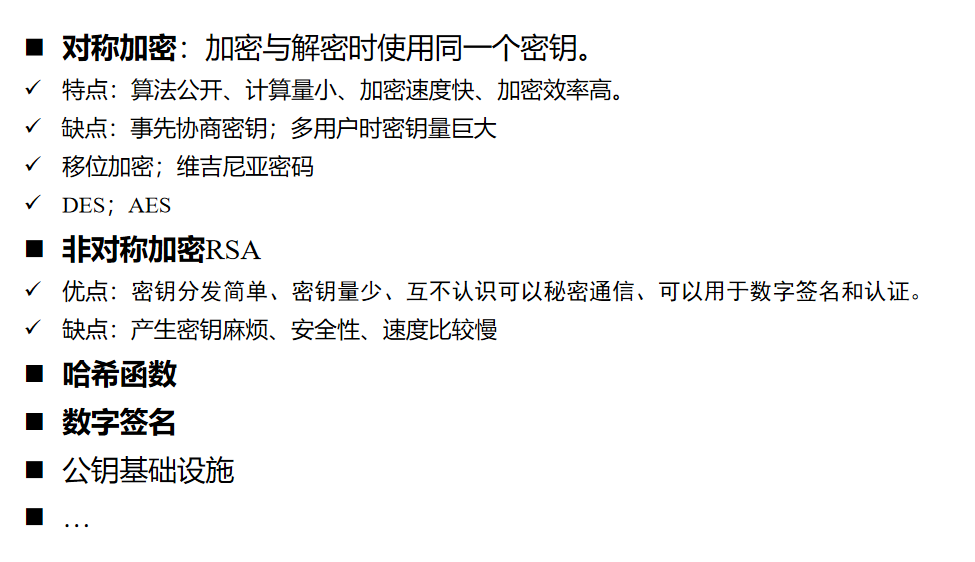 ■ 对称加密：加密与解密时使用同一个密钥。
✓ 特点：算法公开、计算量小、加密速度快、加密效率高。
✓ 缺点：事先协商密钥；多用户时密钥量巨大
✓ 移位加密；维吉尼亚密码
✓ DES；AES
■ 非对称加密RSA
✓ 优点：密钥分发简单、密钥量少、互不认识可以秘密通信、可以用于数字签名和认证。
✓ 缺点：产生密钥麻烦、安全性、速度比较慢
■ 哈希函数
■ 数字签名
■ 公钥基础设施
■ …